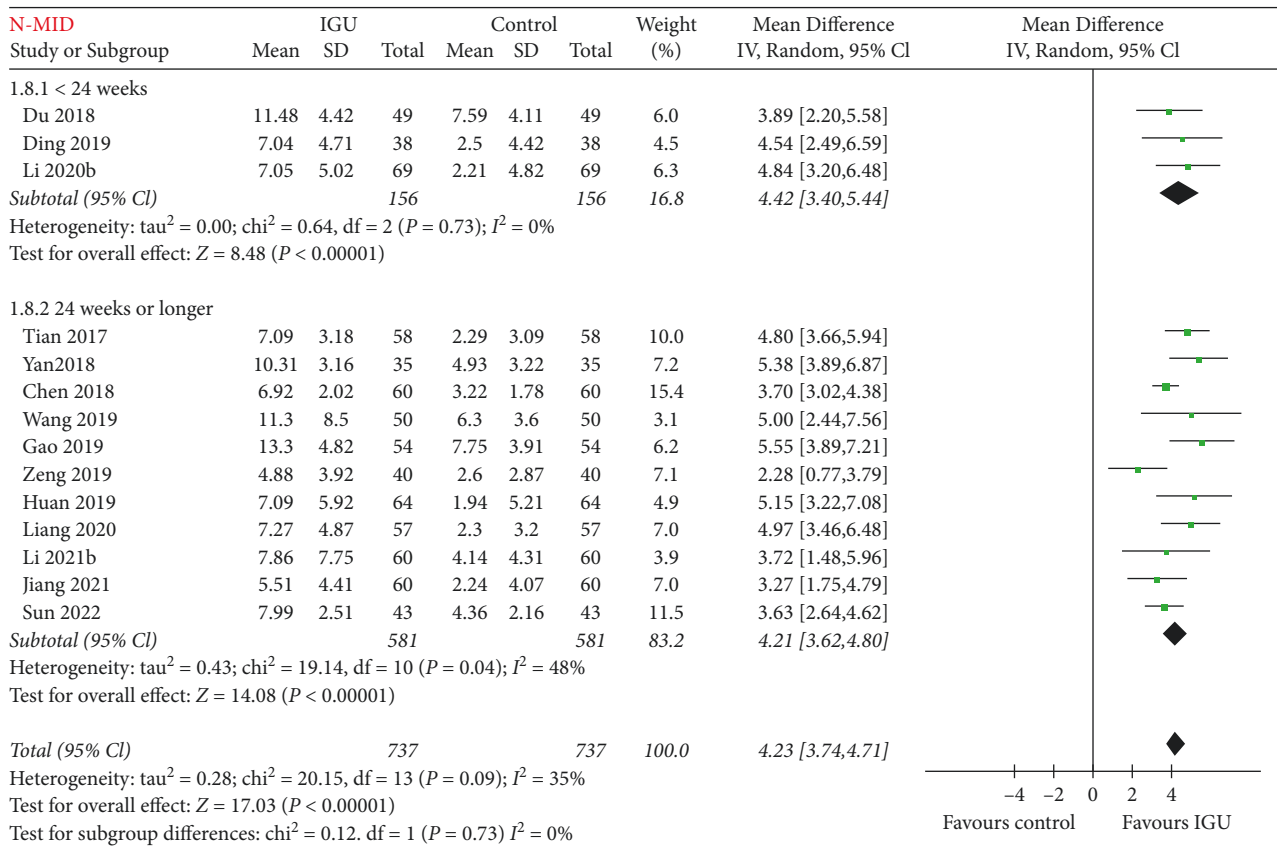 N-MID IGU Control Weight Mean Difference Mean Difference
Study or Subgroup Mean SD Total Mean SD Total (%) IV, Random, 95% Cl IV, Random, 95% Cl
1.8.1 < 24 weeks
Du 2018 11.48 4.42 49 7.59 4.11 49 6.0 3.89 [2.20,5.58]
Ding 2019 7.04 4.71 38 2.5 4.42 38 4.5 4.54 [2.49,6.59]
Li 2020b 7.05 5.02 69 2.21 4.82 69 6.3 4.84 [3.20,6.48]
Subtotal (95% Cl) 156 156 16.8 4.42 [3.40,5.44]
Heterogeneity: tau² = 0.00; chi² = 0.64, df = 2 (P = 0.73); I² = 0%
Test for overall effect: Z = 8.48 (P < 0.00001)
1.8.2 24 weeks or longer
Tian 2017 7.09 3.18 58 2.29 3.09 58 10.0 4.80 [3.66,5.94]
Yan2018 10.31 3.16 35 4.93 3.22 35 7.2 5.38 [3.89,6.87]
Chen 2018 6.92 2.02 60 3.22 1.78 60 15.4 3.70 [3.02,4.38]
Wang 2019 11.3 8.5 50 6.3 3.6 50 3.1 5.00 [2.44,7.56]
Gao 2019 13.3 4.82 54 7.75 3.91 54 6.2 5.55 [3.89,7.21]
Zeng 2019 4.88 3.92 40 2.6 2.87 40 7.1 2.28 [0.77,3.79]
Huan 2019 7.09 5.92 64 1.94 5.21 64 4.9 5.15 [3.22,7.08]
Liang 2020 7.27 4.87 57 2.3 3.2 57 7.0 4.97 [3.46,6.48]
Li 2021b 7.86 7.75 60 4.14 4.31 60 3.9 3.72 [1.48,5.96]
Jiang 2021 5.51 4.41 60 2.24 4.07 60 7.0 3.27 [1.75,4.79]
Sun 2022 7.99 2.51 43 4.36 2.16 43 11.5 3.63 [2.64,4.62]
Subtotal (95% Cl) 581 581 83.2 4.21 [3.62,4.80]
Heterogeneity: tau² = 0.43; chi² = 19.14, df = 10 (P = 0.04); I² = 48%
Test for overall effect: Z = 14.08 (P < 0.00001)
Total (95% Cl) 737 737 100.0 4.23 [3.74,4.71]
Heterogeneity: tau² = 0.28; chi² = 20.15, df = 13 (P = 0.09); I² = 35%
Test for overall effect: Z = 17.03 (P < 0.00001)
Test for subgroup differences: chi² = 0.12. df = 1 (P = 0.73) I² = 0%
−4 −2 0 2 4
Favours control Favours IGU